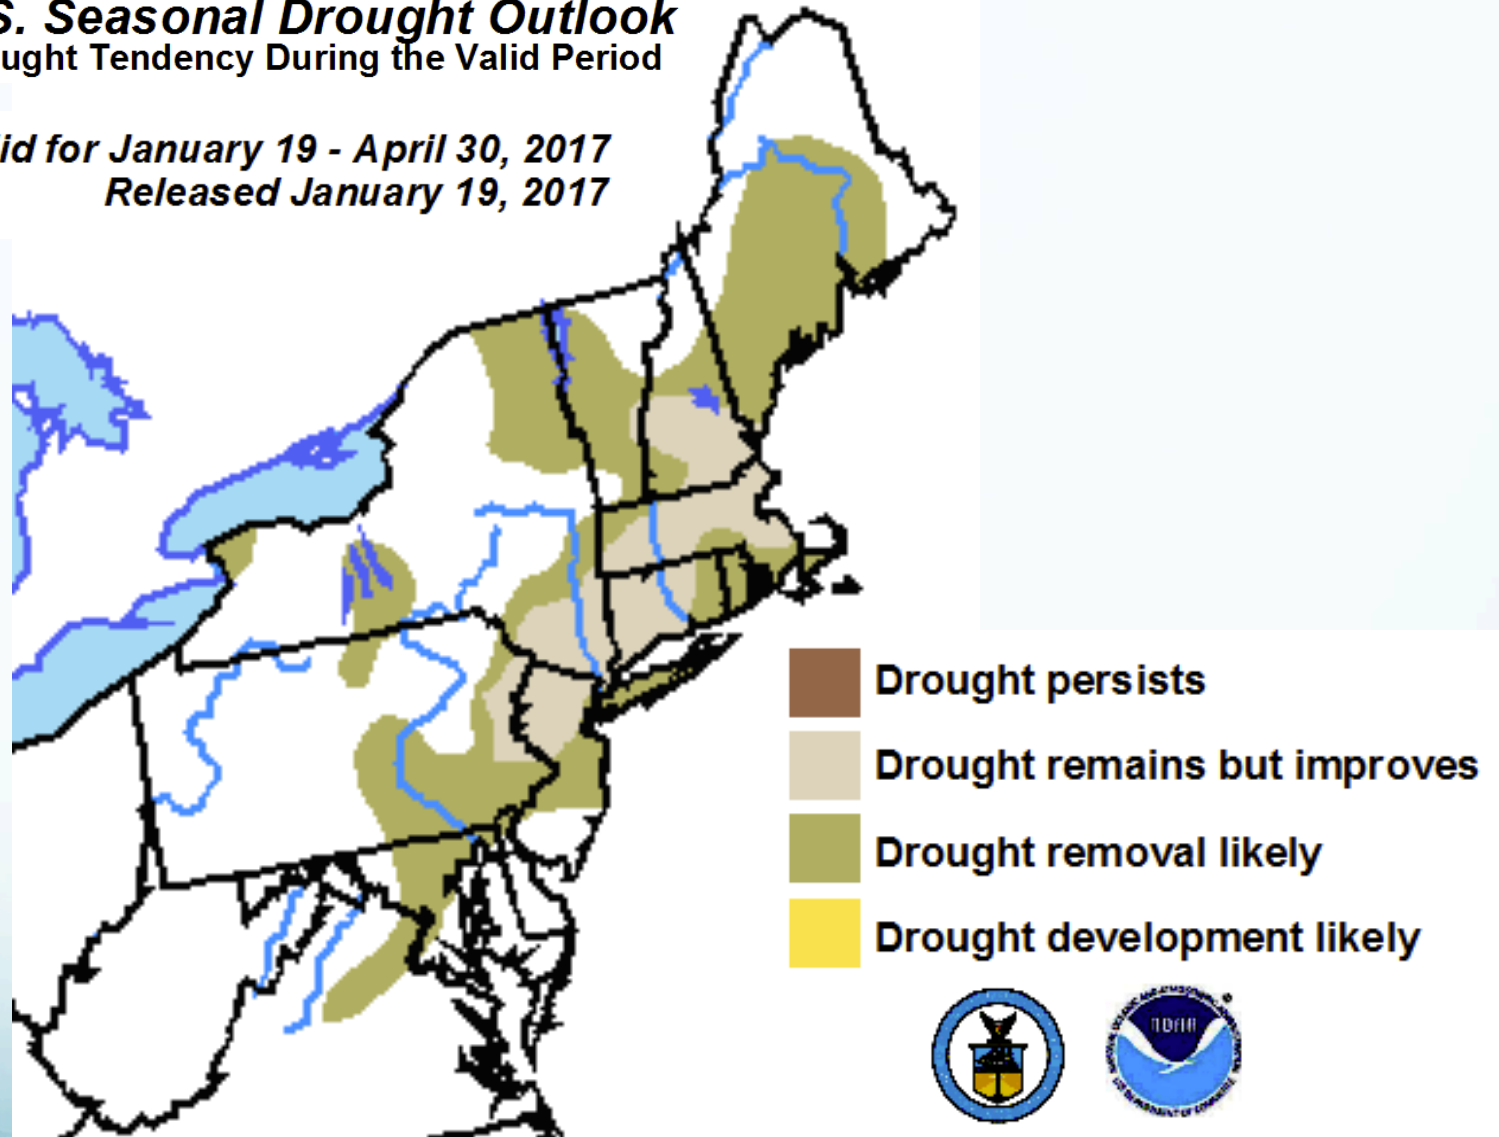 S. Seasonal Drought Outlook
ught Tendency During the Valid Period
id for January 19 - April 30, 2017
Released January 19, 2017
Drought persists
Drought remains but improves
Drought removal likely
Drought development likely